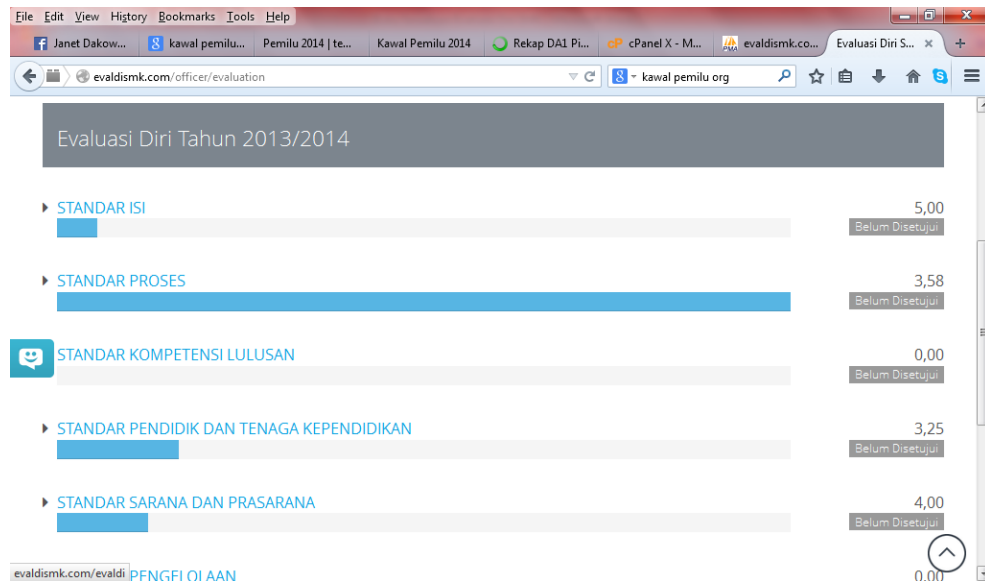 File Edit View History Bookmarks Tools Help
Janet Dakow... kawal pemilu... Pemilu 2014 | te... Kawal Pemilu 2014 Rekap DA1 Pi... cPanel X - M... evaldismk.co... Evaluasi Diri S...
evaldismk.com/officer/evaluation kawal pemilu org
Evaluasi Diri Tahun 2013/2014
STANDAR ISI 5,00
Belum Disetujui
STANDAR PROSES 3,58
Belum Disetujui
STANDAR KOMPETENSI LULUSAN 0,00
Belum Disetujui
STANDAR PENDIDIK DAN TENAGA KEPENDIDIKAN 3,25
Belum Disetujui
STANDAR SARANA DAN PRASARANA 4,00
Belum Disetujui
evaldismk.com/evaldi PENGELOLAAN 0,00